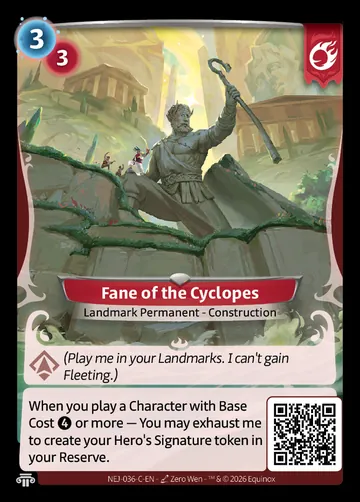 3
3
Fane of the Cyclopes
Landmark Permanent - Construction
(Play me in your Landmarks. I can't gain
Fleeting.)
When you play a Character with Base
Cost 4 or more — You may exhaust me
to create your Hero's Signature token in
your Reserve.
NEJ-036-C-EN - Zero Wen - ™ & © 2026 Equinox